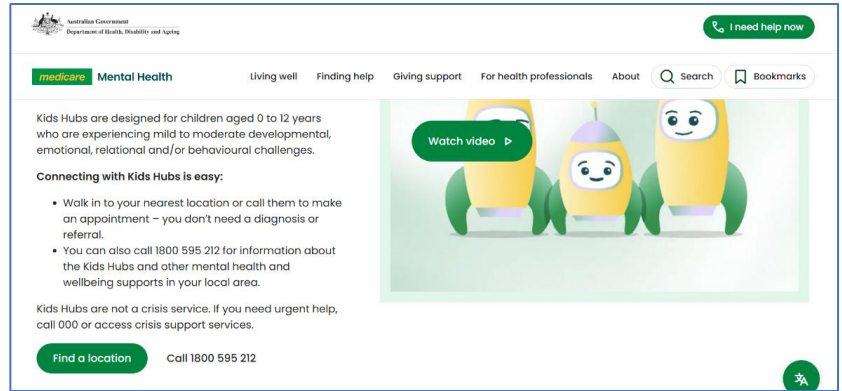 Australian Government
Department of Health, Disability and Ageing
I need help now
medicare Mental Health
Living well Finding help Giving support For health professionals About Search Bookmarks
Kids Hubs are designed for children aged 0 to 12 years
who are experiencing mild to moderate developmental,
emotional, relational and/or behavioural challenges.
Watch video
Connecting with Kids Hubs is easy:
• Walk in to your nearest location or call them to make
an appointment – you don't need a diagnosis or
referral.
• You can also call 1800 595 212 for information about
the Kids Hubs and other mental health and
wellbeing supports in your local area.
Kids Hubs are not a crisis service. If you need urgent help,
call 000 or access crisis support services.
Find a location Call 1800 595 212